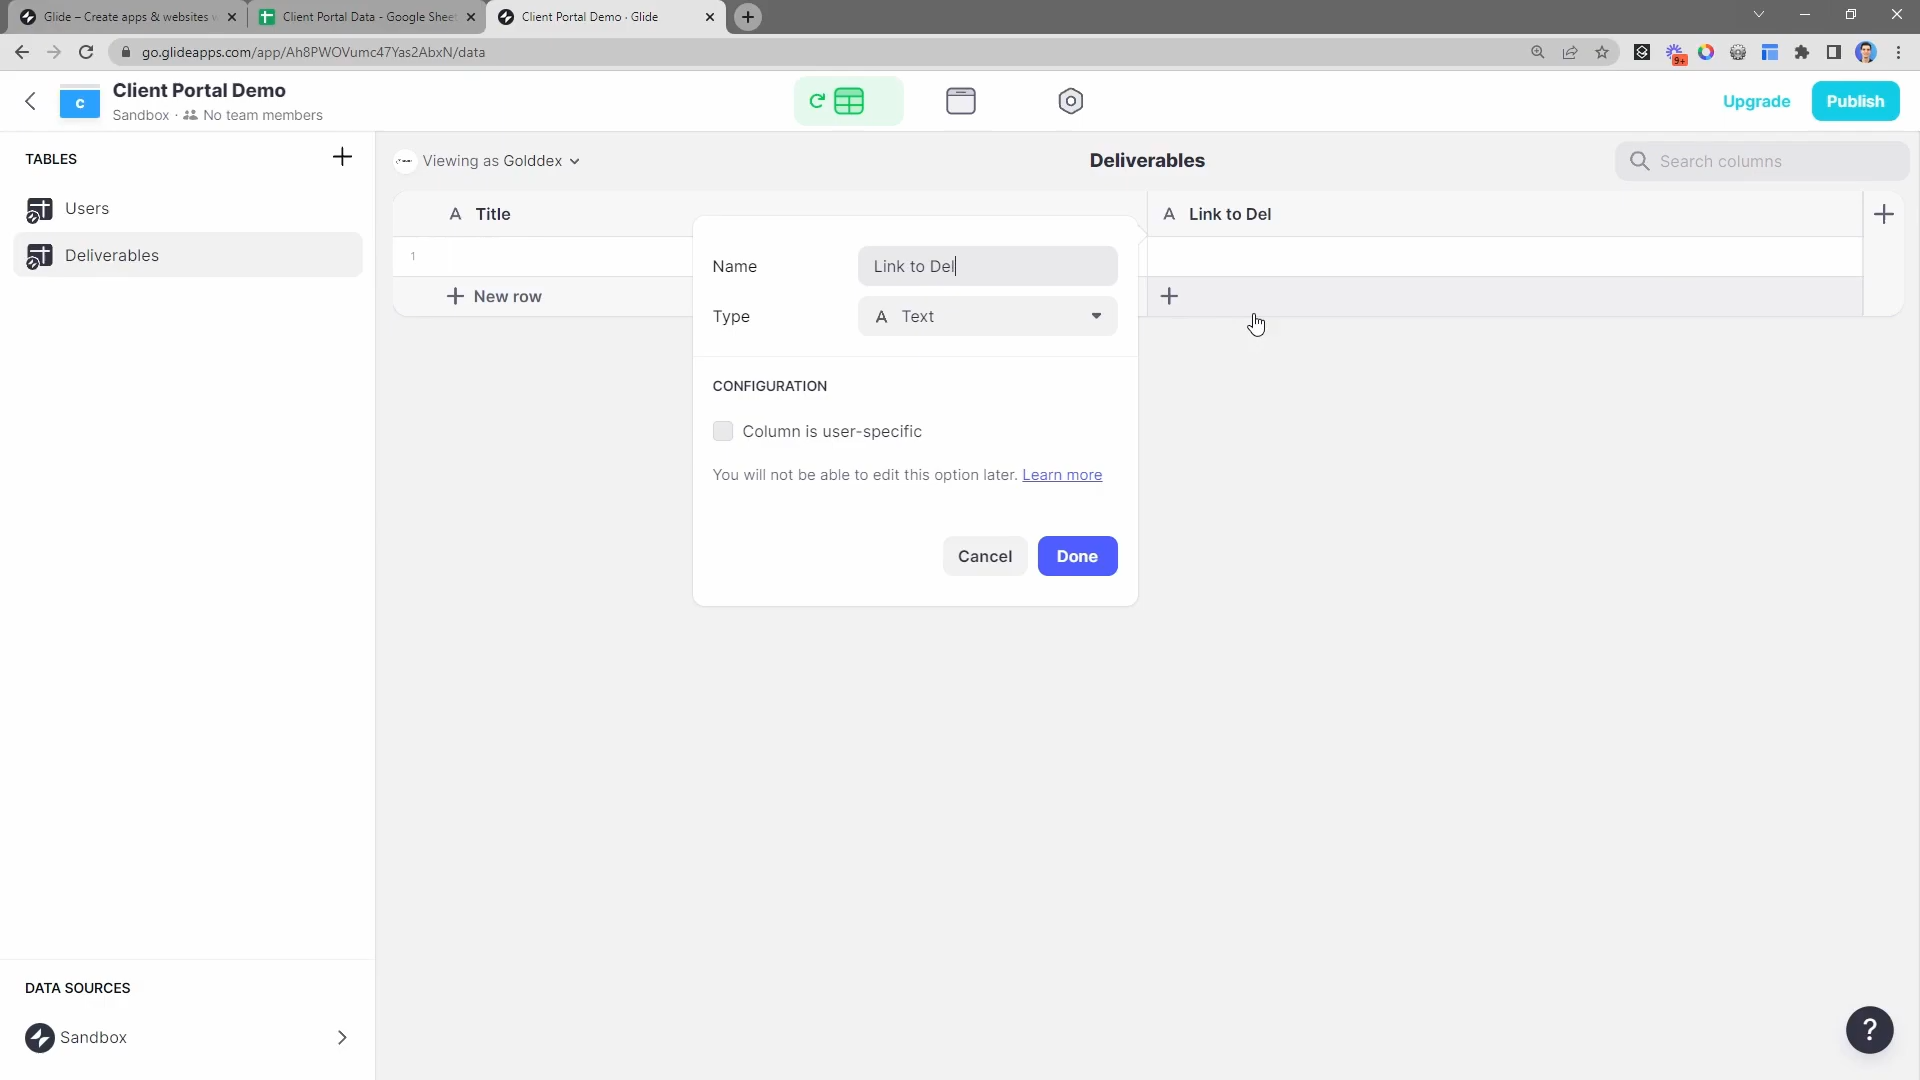 Glide – Create apps & websites w
Client Portal Data - Google Sheet
Client Portal Demo · Glide
go.glideapps.com/app/Ah8PWOVumc47Yas2AbxN/data
9+
C
Client Portal Demo
Sandbox · No team members
Upgrade
Publish
TABLES
Users
Deliverables
Viewing as Golddex
Deliverables
Search columns
A Title
A Link to Del
1
New row
Name
Link to Del
Type
A Text
CONFIGURATION
Column is user-specific
You will not be able to edit this option later. Learn more
Cancel
Done
DATA SOURCES
Sandbox
?